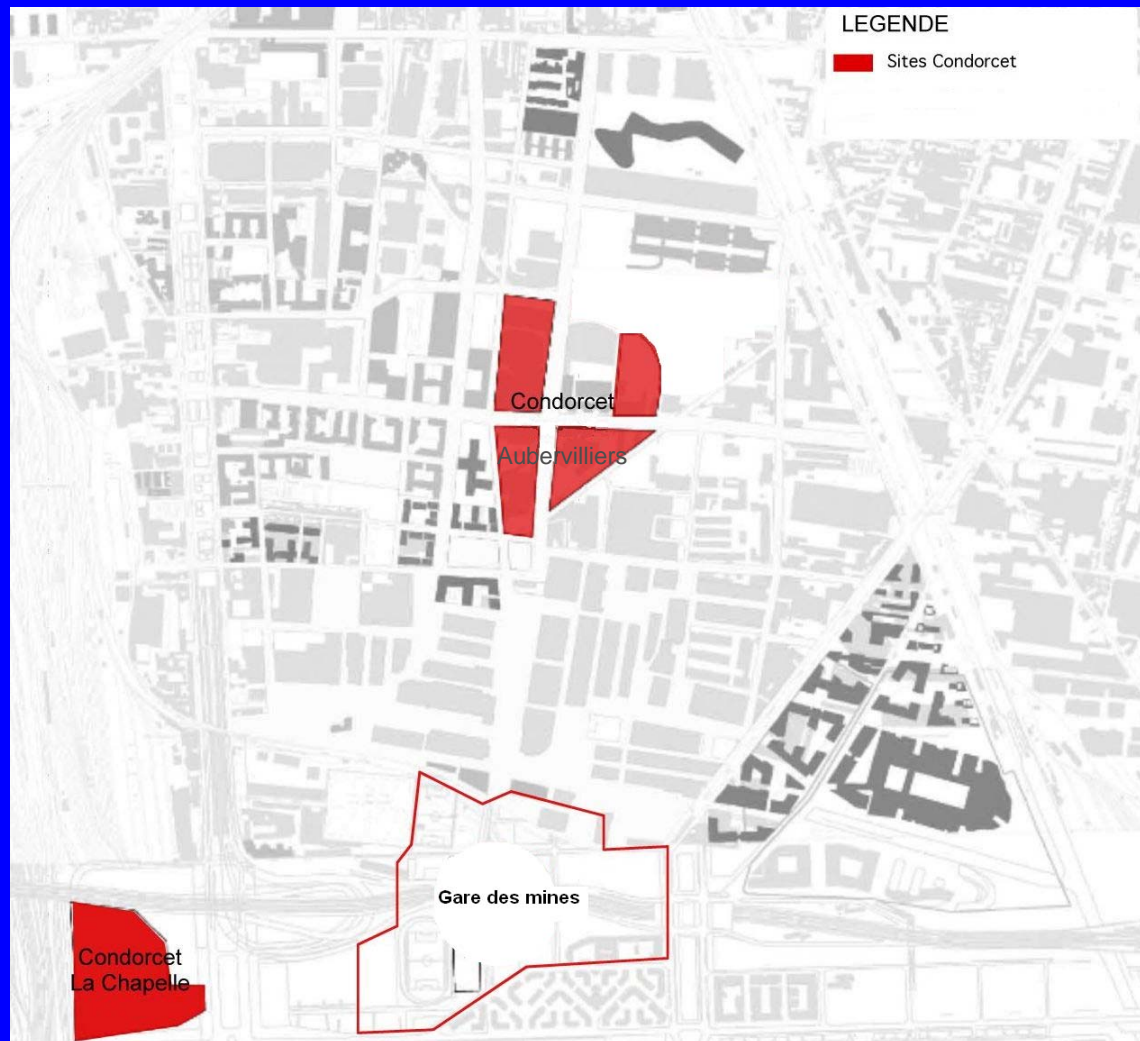 LEGENDE
Sites Condorcet
Condorcet
Aubervilliers
Gare des mines
Condorcet
La Chapelle